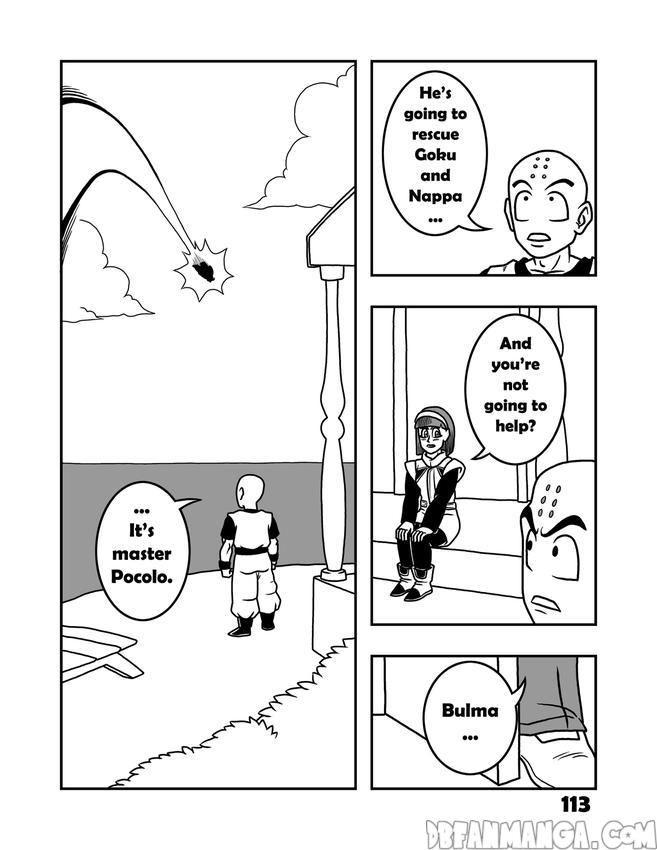 ...
It's
master
Pocolo.
He's
going to
rescue
Goku
and
Nappa
...
And
you're
not
going to
help?
Bulma
...
113
DBFANMANGA.COM